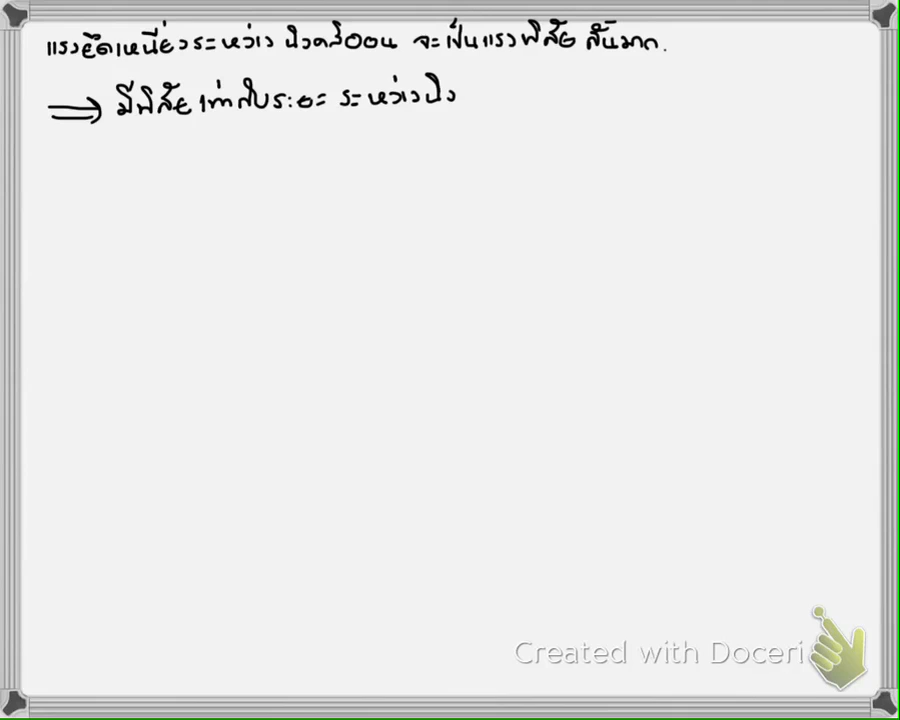 แรงยึดเหนี่ยวระหว่าง นิวคลีออน จะเป็นแรงพิสัย สั้นมาก.
⟹ มีพิสัยเท่ากับระยะ ระหว่างนิว
Created with Doceri